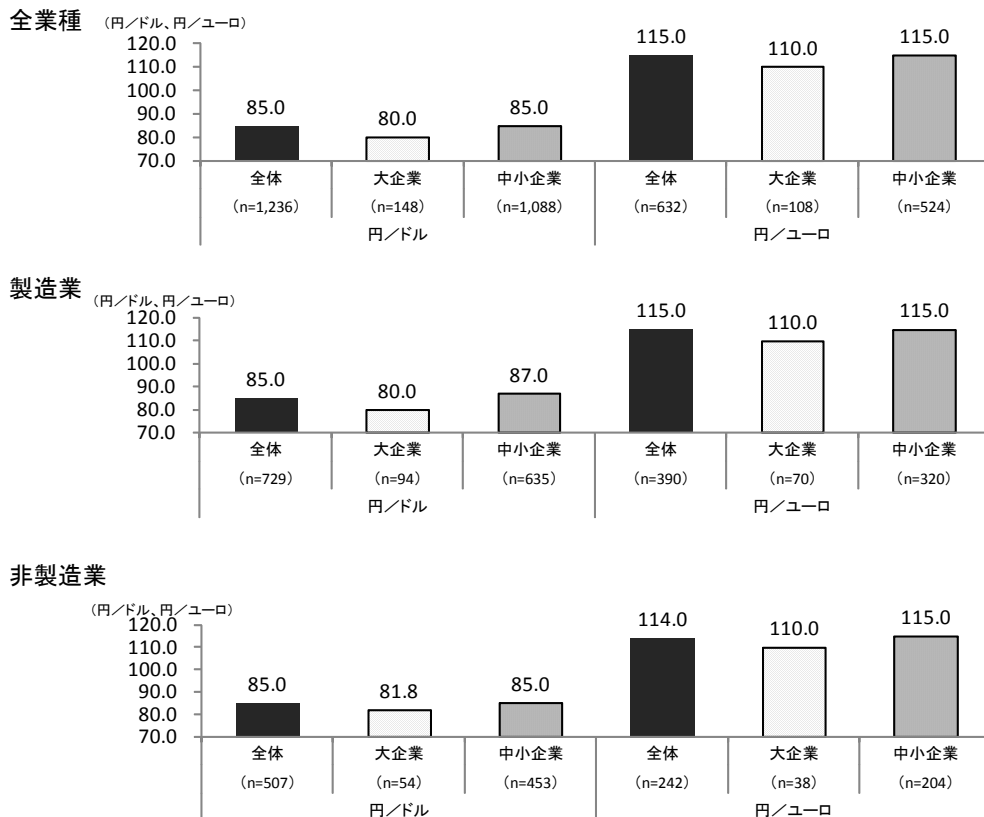 全業種 （円／ドル、円／ユーロ）
120.0
110.0
100.0
90.0
80.0
70.0
85.0 80.0 85.0 115.0 110.0 115.0
全体 大企業 中小企業 全体 大企業 中小企業
（n=1,236） （n=148） （n=1,088） （n=632） （n=108） （n=524）
円／ドル 円／ユーロ
製造業 （円／ドル、円／ユーロ）
120.0
110.0
100.0
90.0
80.0
70.0
85.0 80.0 87.0 115.0 110.0 115.0
全体 大企業 中小企業 全体 大企業 中小企業
（n=729） （n=94） （n=635） （n=390） （n=70） （n=320）
円／ドル 円／ユーロ
非製造業
（円／ドル、円／ユーロ）
120.0
110.0
100.0
90.0
80.0
70.0
85.0 81.8 85.0 114.0 110.0 115.0
全体 大企業 中小企業 全体 大企業 中小企業
（n=507） （n=54） （n=453） （n=242） （n=38） （n=204）
円／ドル 円／ユーロ